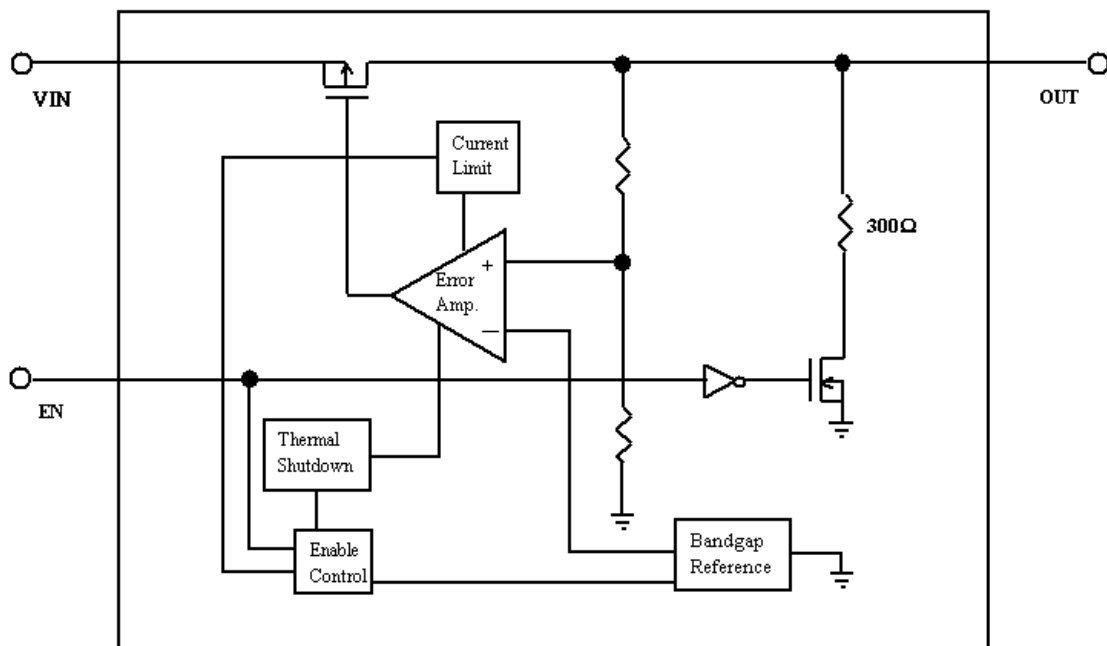 VIN
OUT
Current
Limit
300Ω
+
Error
Amp.
—
EN
Thermal
Shutdown
Enable
Control
Bandgap
Reference